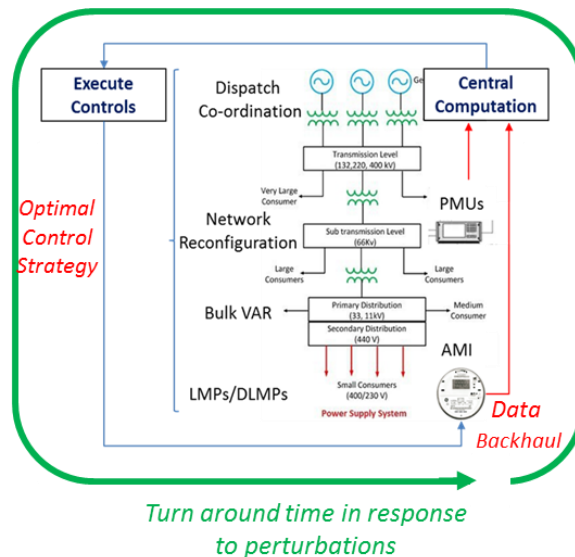 Execute
Controls
Dispatch
Co-ordination
Ge
Central
Computation
Transmission Level
(132,220, 400 kV)
Very Large
Consumer
PMUs
Optimal
Control
Strategy
Network
Reconfiguration
Sub transmission Level
(66Kv)
Large
Consumers
Large
Consumers
Bulk VAR
Primary Distribution
(33, 11kV)
Medium
Consumer
Secondary Distribution
(440 V)
AMI
LMPs/DLMPs
Small Consumers
(400/230 V)
Power Supply System
Data
Backhaul
Turn around time in response
to perturbations